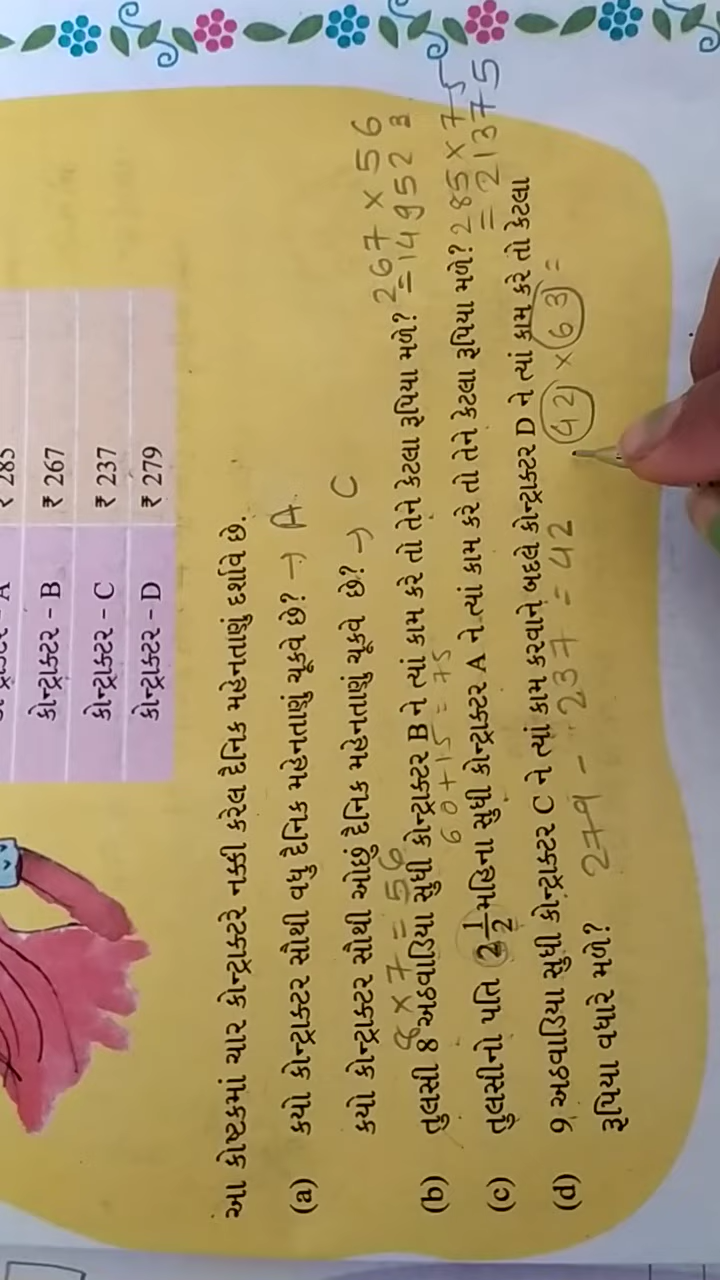 ₹ 285
કોન્ટ્રાક્ટર – B ₹ 267
કોન્ટ્રાક્ટર – C ₹ 237
કોન્ટ્રાક્ટર – D ₹ 279
આ કોષ્ટકમાં ચાર કોન્ટ્રાક્ટરે નક્કી કરેલ દૈનિક મહેનતાણું દર્શાવે છે.
(a) કયો કોન્ટ્રાક્ટર સૌથી વધુ દૈનિક મહેનતાણું ચૂકવે છે? → A
કયો કોન્ટ્રાક્ટર સૌથી ઓછું દૈનિક મહેનતાણું ચૂકવે છે? → C
8 × 7 = 56
267 × 56
(b) તુલસી 8 અઠવાડિયા સુધી કોન્ટ્રાક્ટર B ને ત્યાં કામ કરે તો તેને કેટલા રૂપિયા મળે? = 14952 રૂ
60 + 15 = 75
(c) તુલસીનો પતિ 2 1/2 મહિના સુધી કોન્ટ્રાક્ટર A ને ત્યાં કામ કરે તો તેને કેટલા રૂપિયા મળે? 285 × 75
= 21375
(d) 9 અઠવાડિયા સુધી કોન્ટ્રાક્ટર C ને ત્યાં કામ કરવાને બદલે કોન્ટ્રાક્ટર D ને ત્યાં કામ કરે તો કેટલા
રૂપિયા વધારે મળે? 279 - 237 = 42 42 × 63 =